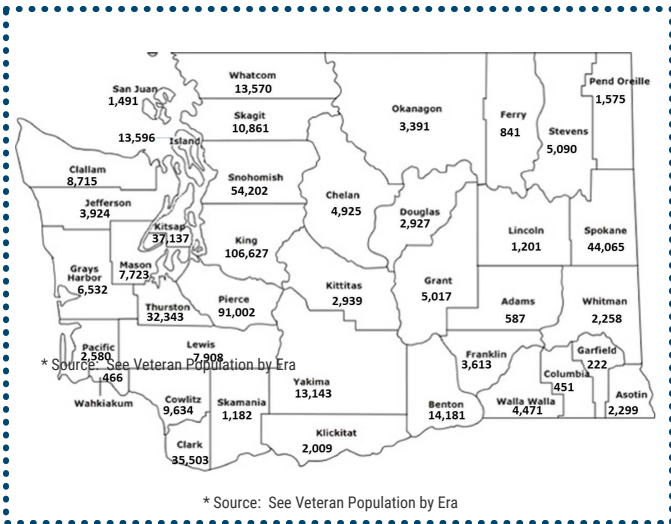 Whatcom
13,570
Pend Oreille
1,575
San Juan
1,491
Skagit
10,861
Okanagon
3,391
Ferry
841
Stevens
5,090
13,596
Island
Clallam
8,715
Snohomish
54,202
Chelan
4,925
Jefferson
3,924
Douglas
2,927
Kitsap
37,137
Lincoln
1,201
Spokane
44,065
King
106,627
Grays
Harbor
6,532
Mason
7,723
Kittitas
2,939
Grant
5,017
Thurston
32,343
Pierce
91,002
Adams
587
Whitman
2,258
Pacific
2,580
Lewis
7,908
* Source: See Veteran Population by Era
466
Wahkiakum
Franklin
3,613
Garfield
222
Columbia
451
Yakima
13,143
Cowlitz
9,634
Skamania
1,182
Benton
14,181
Walla Walla
4,471
Asotin
2,299
Clark
35,503
Klickitat
2,009
* Source: See Veteran Population by Era